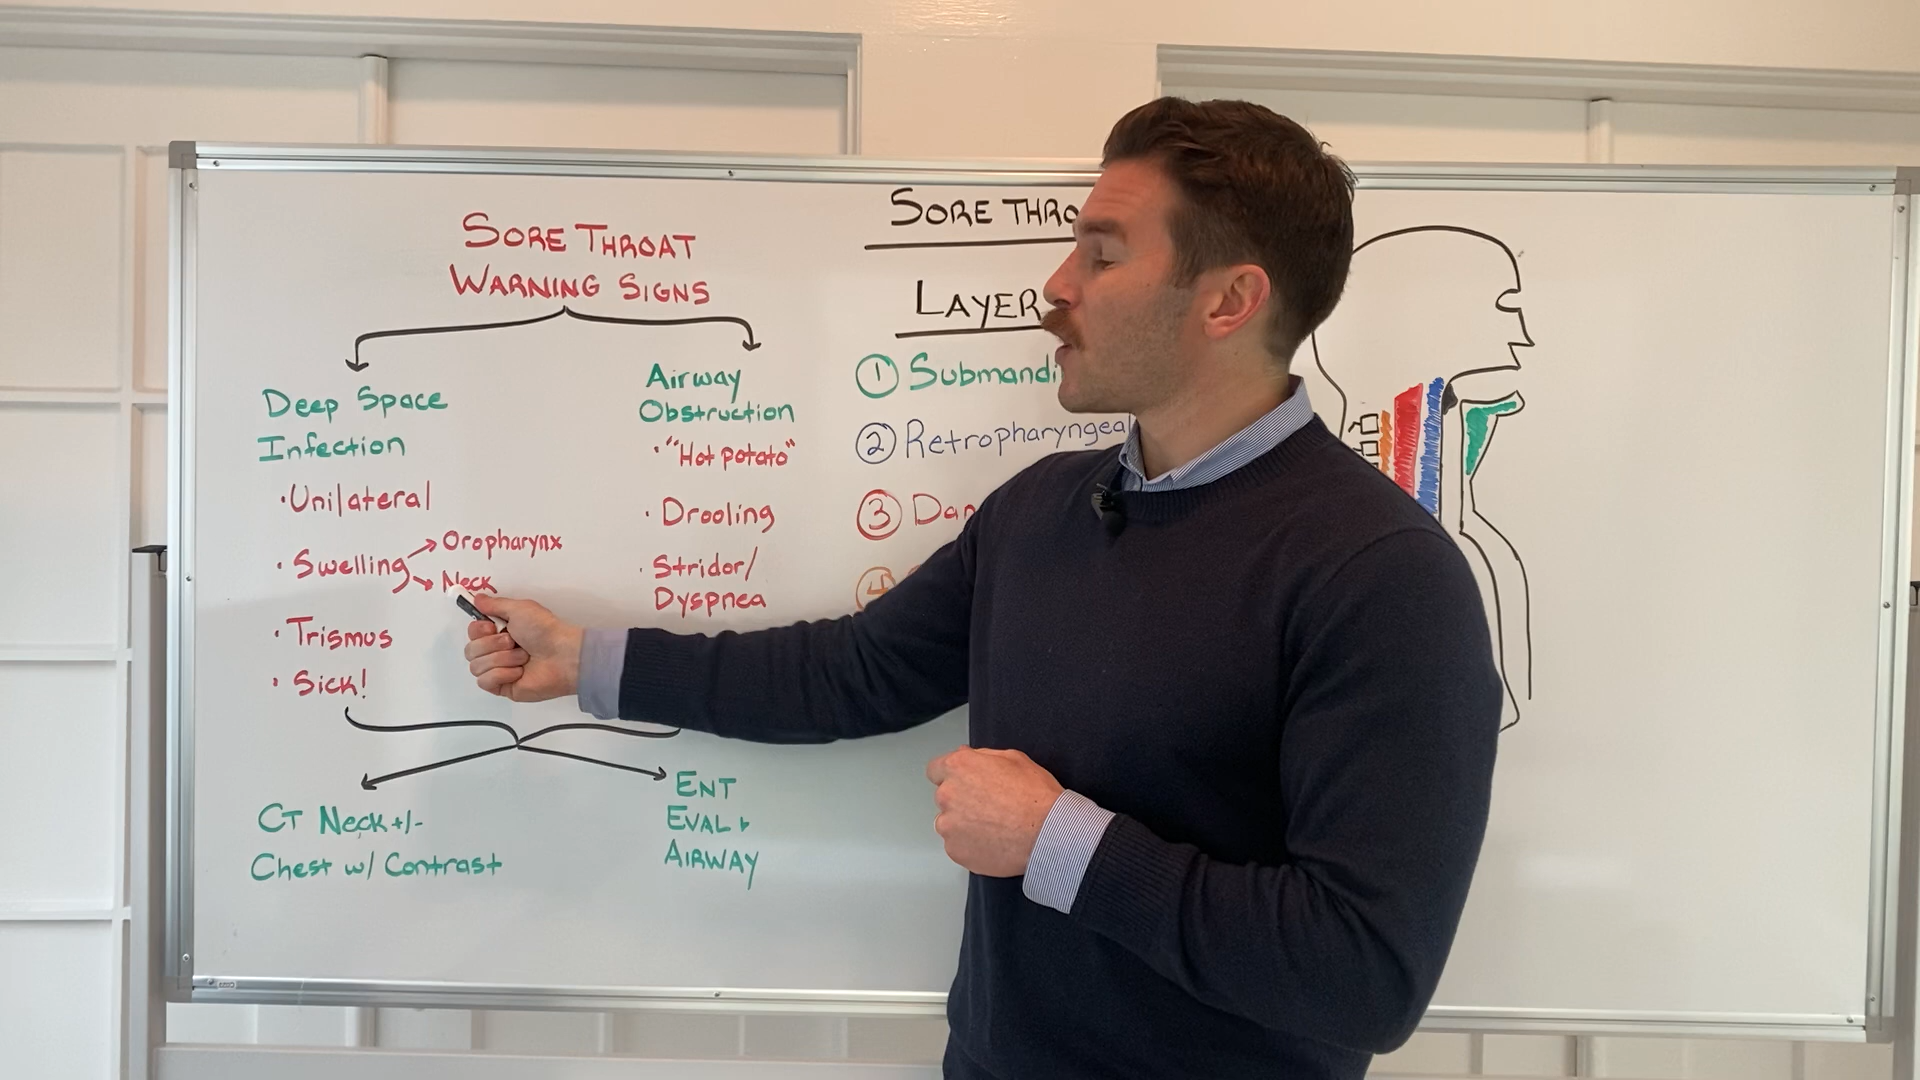 SORE THROAT
WARNING SIGNS
Deep Space
Infection
·Unilateral
·Swelling
Oropharynx
Neck
·Trismus
·Sick!
Airway
Obstruction
·"Hot potato"
·Drooling
·Stridor/
Dyspnea
CT Neck +/-
Chest w/ Contrast
ENT
EVAL
AIRWAY
SORE THRO
LAYER
① Submandi
② Retropharyngeal
③ Dan
④